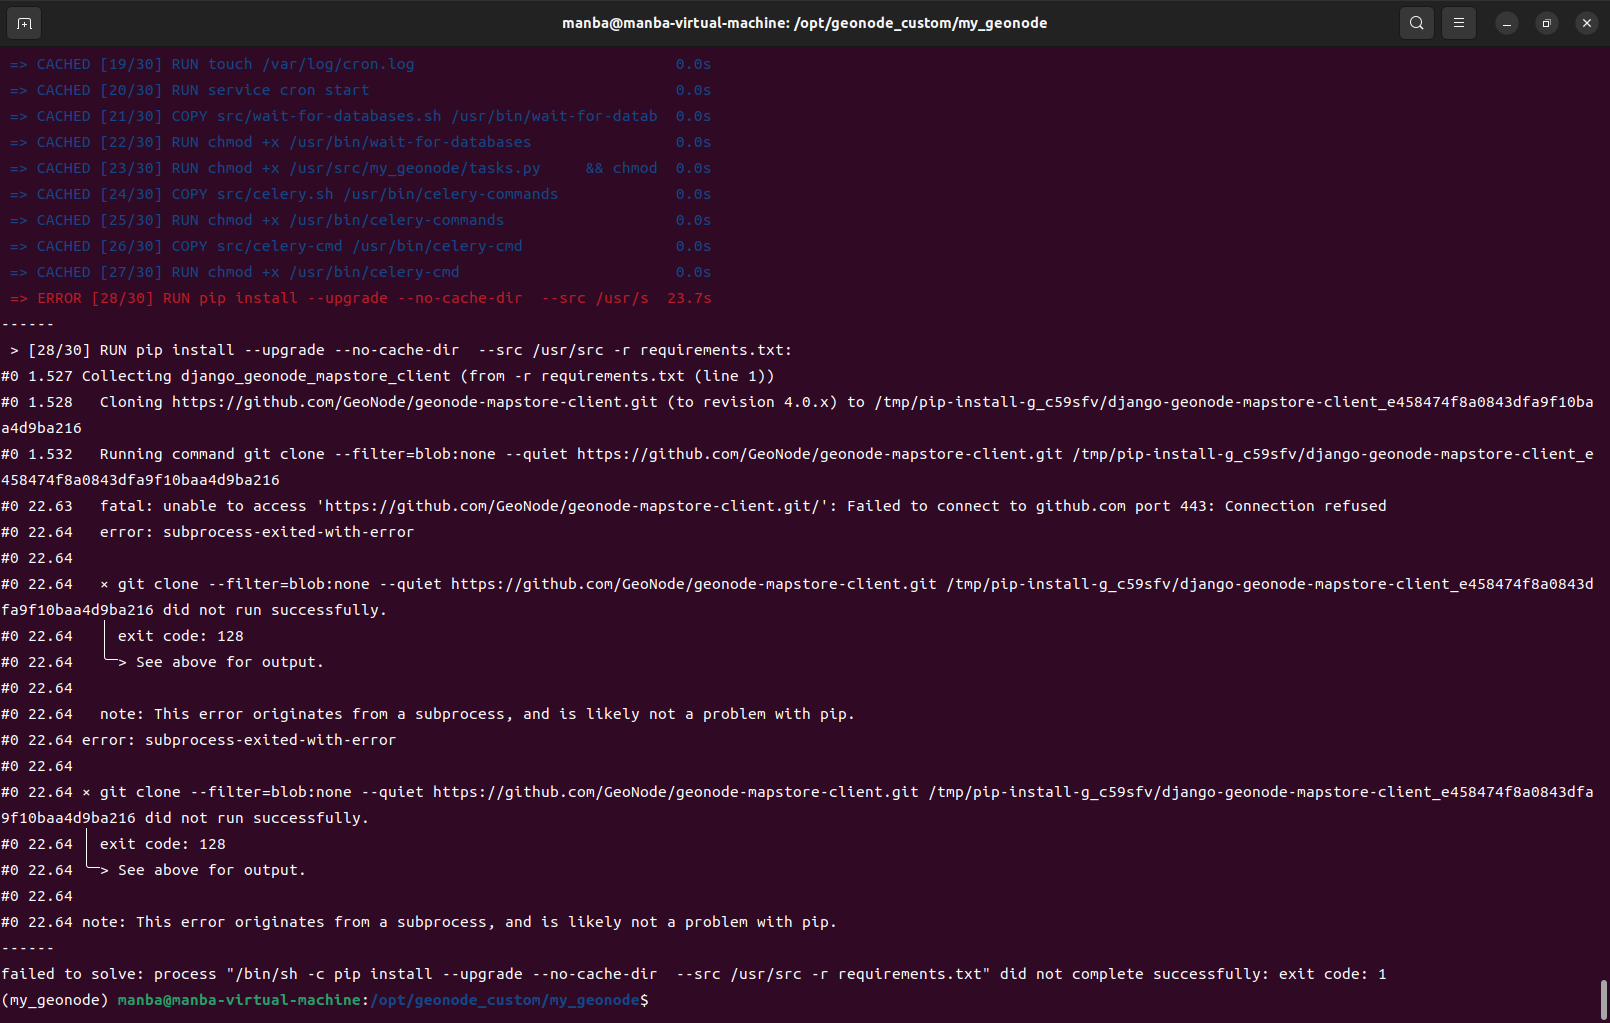 manba@manba-virtual-machine: /opt/geonode_custom/my_geonode
=> CACHED [19/30] RUN touch /var/log/cron.log 0.0s
=> CACHED [20/30] RUN service cron start 0.0s
=> CACHED [21/30] COPY src/wait-for-databases.sh /usr/bin/wait-for-datab 0.0s
=> CACHED [22/30] RUN chmod +x /usr/bin/wait-for-databases 0.0s
=> CACHED [23/30] RUN chmod +x /usr/src/my_geonode/tasks.py     && chmod 0.0s
=> CACHED [24/30] COPY src/celery.sh /usr/bin/celery-commands 0.0s
=> CACHED [25/30] RUN chmod +x /usr/bin/celery-commands 0.0s
=> CACHED [26/30] COPY src/celery-cmd /usr/bin/celery-cmd 0.0s
=> CACHED [27/30] RUN chmod +x /usr/bin/celery-cmd 0.0s
=> ERROR [28/30] RUN pip install --upgrade --no-cache-dir  --src /usr/s 23.7s
------
> [28/30] RUN pip install --upgrade --no-cache-dir  --src /usr/src -r requirements.txt:
#0 1.527 Collecting django_geonode_mapstore_client (from -r requirements.txt (line 1))
#0 1.528   Cloning https://github.com/GeoNode/geonode-mapstore-client.git (to revision 4.0.x) to /tmp/pip-install-g_c59sfv/django-geonode-mapstore-client_e458474f8a0843dfa9f10ba
a4d9ba216
#0 1.532   Running command git clone --filter=blob:none --quiet https://github.com/GeoNode/geonode-mapstore-client.git /tmp/pip-install-g_c59sfv/django-geonode-mapstore-client_e
458474f8a0843dfa9f10baa4d9ba216
#0 22.63   fatal: unable to access 'https://github.com/GeoNode/geonode-mapstore-client.git/': Failed to connect to github.com port 443: Connection refused
#0 22.64   error: subprocess-exited-with-error
#0 22.64
#0 22.64   × git clone --filter=blob:none --quiet https://github.com/GeoNode/geonode-mapstore-client.git /tmp/pip-install-g_c59sfv/django-geonode-mapstore-client_e458474f8a0843d
fa9f10baa4d9ba216 did not run successfully.
#0 22.64   │ exit code: 128
#0 22.64   ╰─> See above for output.
#0 22.64
#0 22.64   note: This error originates from a subprocess, and is likely not a problem with pip.
#0 22.64 error: subprocess-exited-with-error
#0 22.64
#0 22.64 × git clone --filter=blob:none --quiet https://github.com/GeoNode/geonode-mapstore-client.git /tmp/pip-install-g_c59sfv/django-geonode-mapstore-client_e458474f8a0843dfa
9f10baa4d9ba216 did not run successfully.
#0 22.64 │ exit code: 128
#0 22.64 ╰─> See above for output.
#0 22.64
#0 22.64 note: This error originates from a subprocess, and is likely not a problem with pip.
------
failed to solve: process "/bin/sh -c pip install --upgrade --no-cache-dir  --src /usr/src -r requirements.txt" did not complete successfully: exit code: 1
(my_geonode) manba@manba-virtual-machine:/opt/geonode_custom/my_geonode$